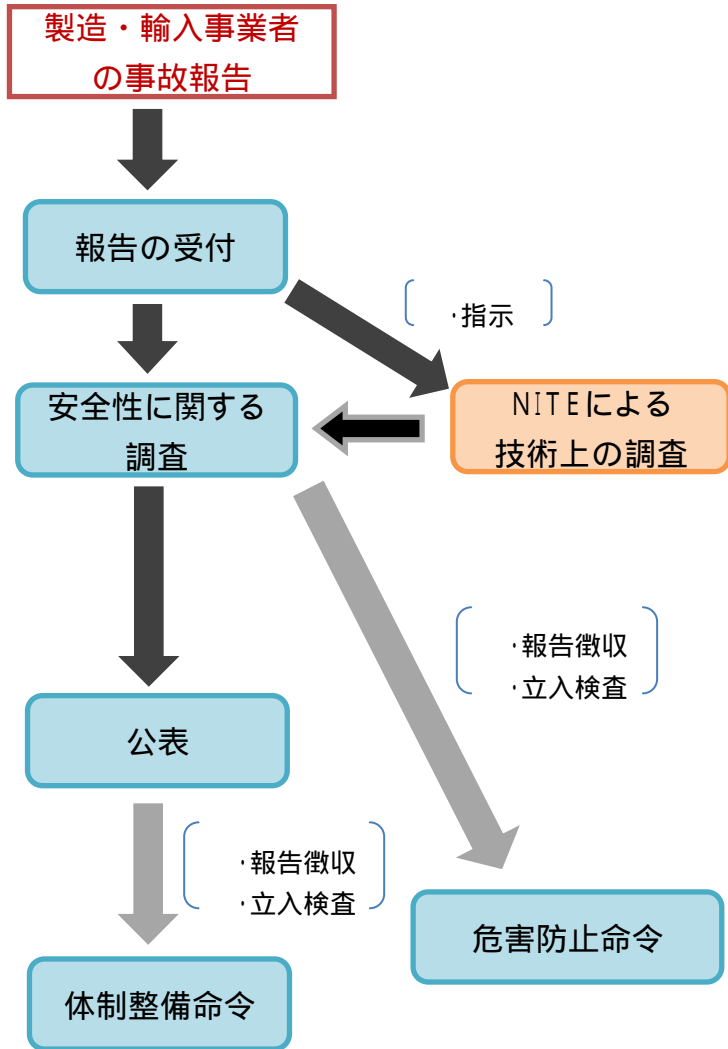 製造・輸入事業者
の事故報告
報告の受付
・指示
安全性に関する
調査
NITEによる
技術上の調査
・報告徴収
・立入検査
公表
・報告徴収
・立入検査
危害防止命令
体制整備命令